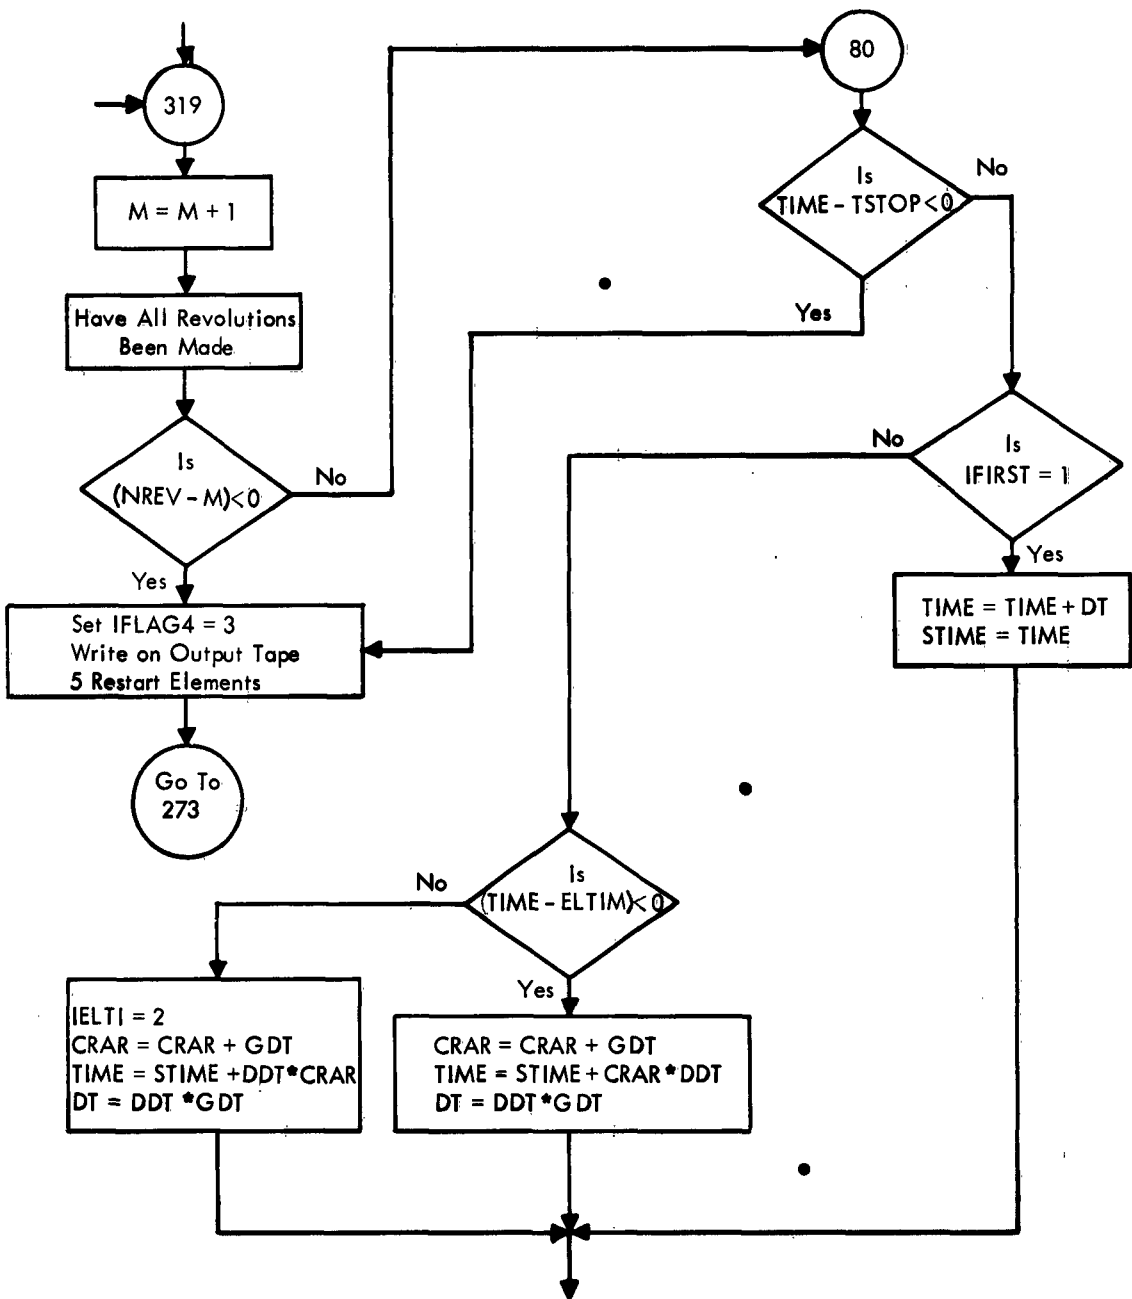 319
M = M + 1
Have All Revolutions
Been Made
Is
(NREV - M)<0
No
Yes
Set IFLAG4 = 3
Write on Output Tape
5 Restart Elements
Go To
273
80
Is
TIME - TSTOP<0
No
Yes
Is
IFIRST = 1
No
Yes
TIME = TIME + DT
STIME = TIME
Is
(TIME - ELTIM)<0
No
Yes
IELTI = 2
CRAR = CRAR + GDT
TIME = STIME +DDT*CRAR
DT = DDT *GDT
CRAR = CRAR + GDT
TIME = STIME + CRAR*DDT
DT = DDT*GDT